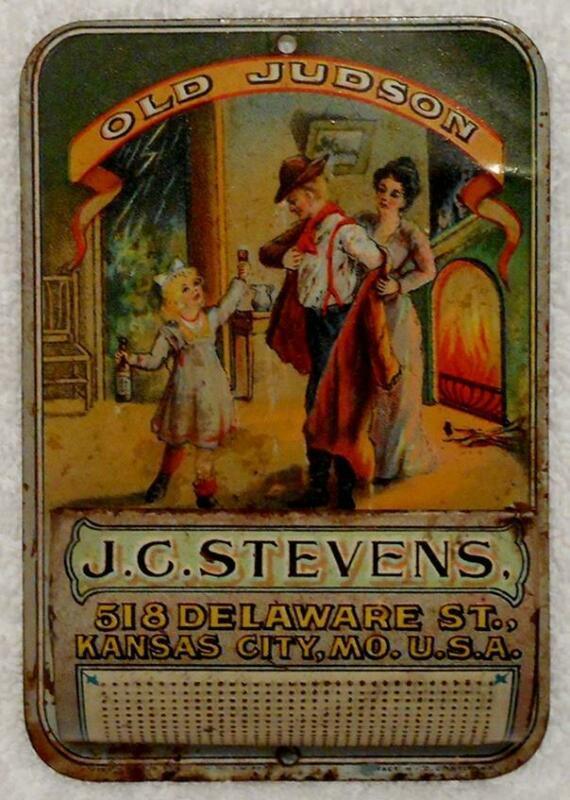 OLD JUDSON
J.C. STEVENS,
518 DELAWARE ST.,
KANSAS CITY, MO. U.S.A.